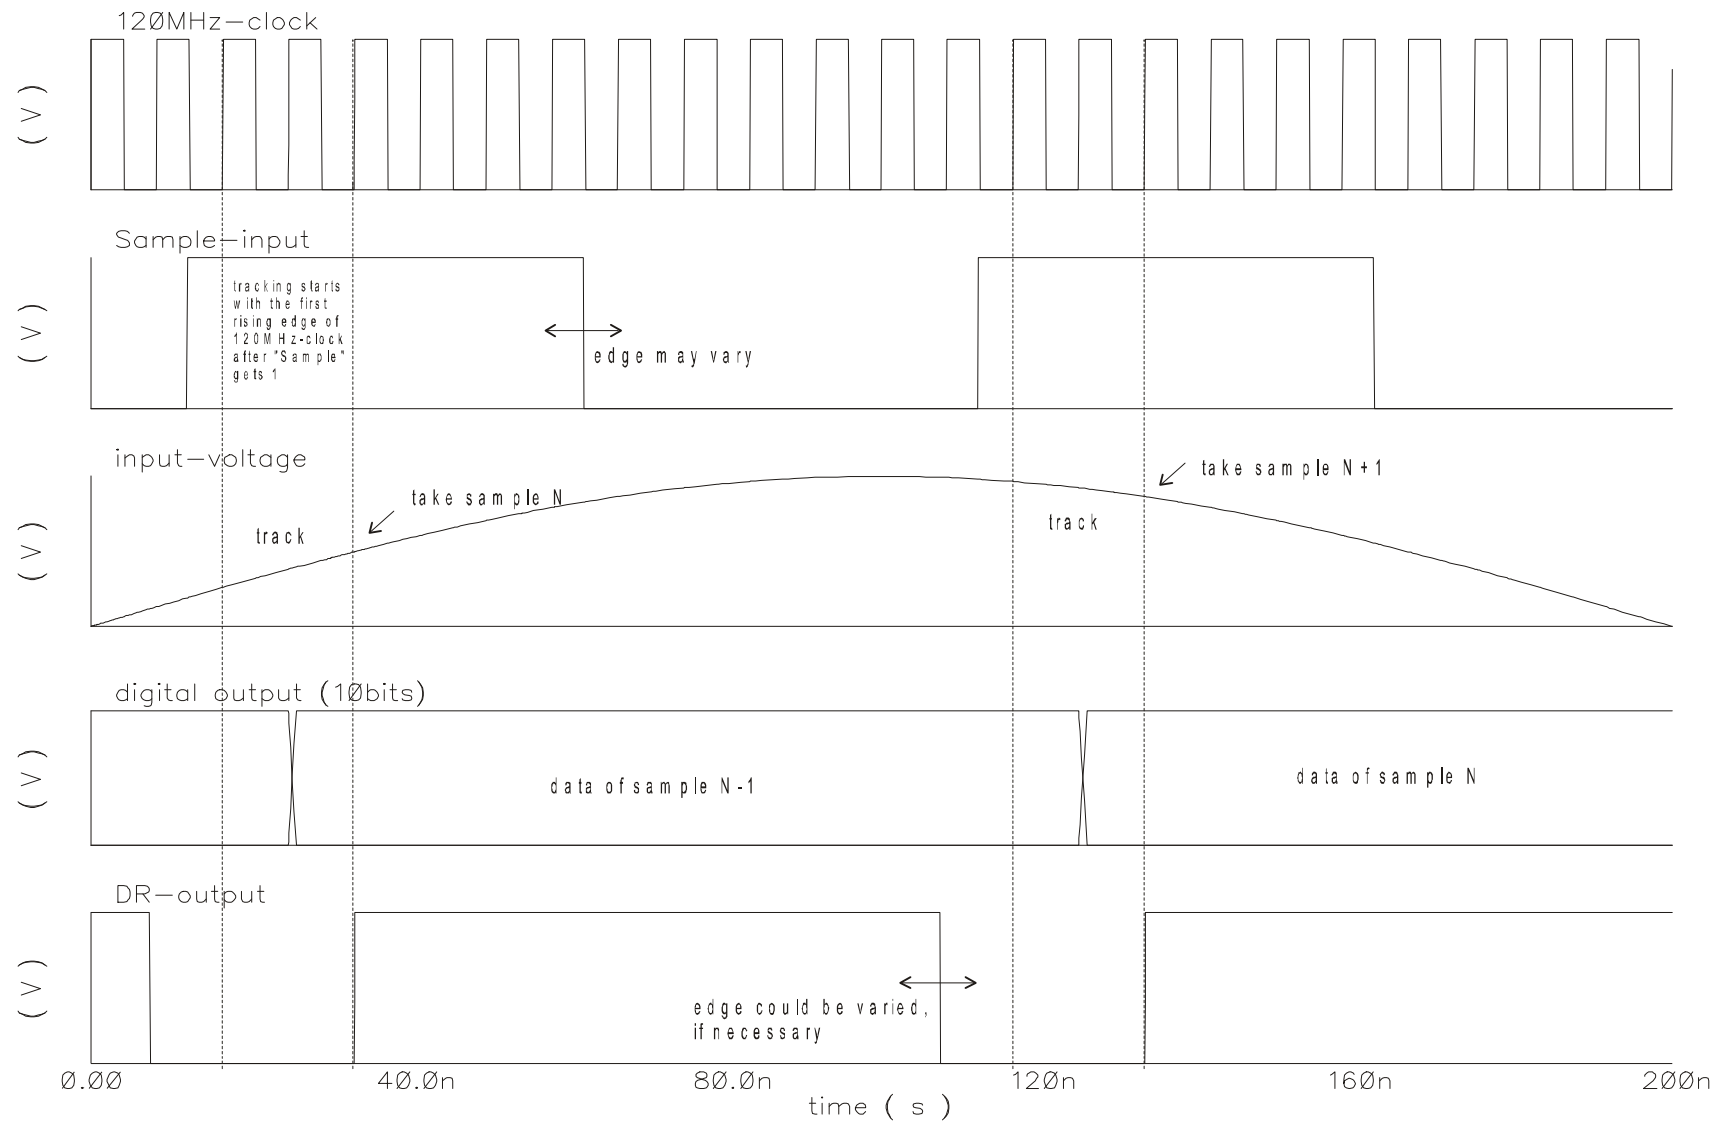 120MHz-clock
( V )
Sample-input
tracking starts
with the first
rising edge of
120MHz-clock
after "Sample"
gets 1
edge may vary
( V )
input-voltage
take sample N
track
take sample N+1
track
( V )
digital output (10bits)
data of sample N-1
data of sample N
( V )
DR-output
edge could be varied,
if necessary
( V )
0.00 40.0n 80.0n 120n 160n 200n
time ( s )